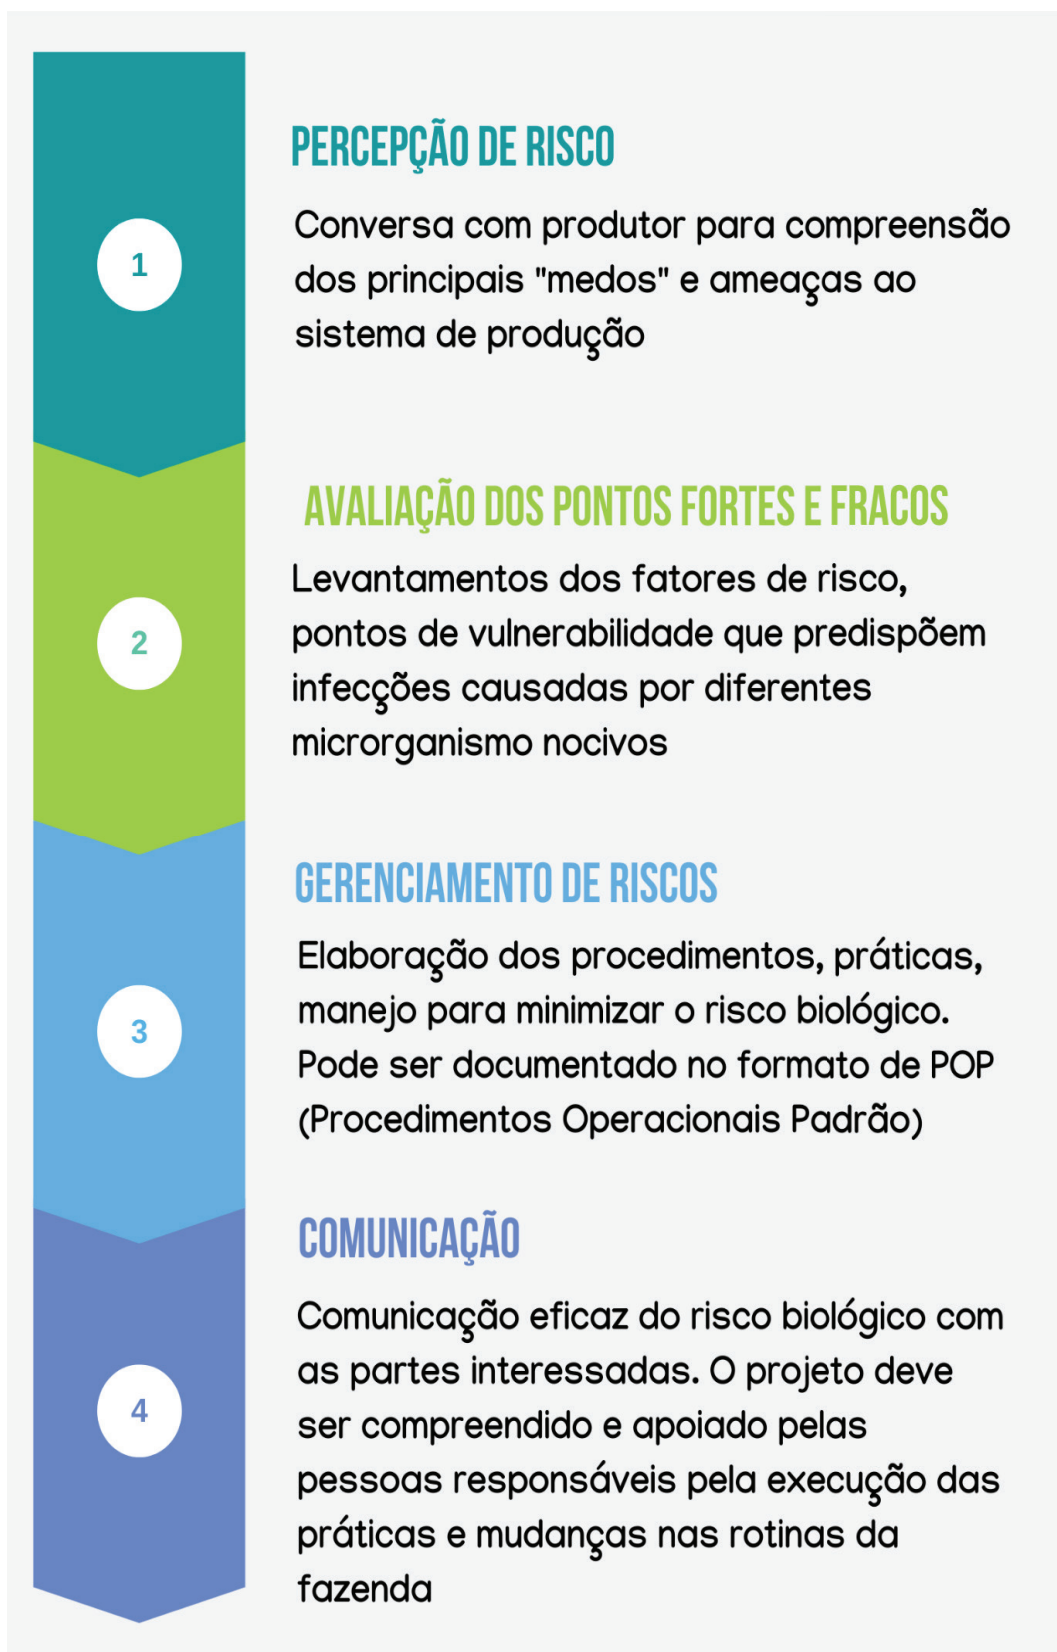 1
PERCEPÇÃO DE RISCO
Conversa com produtor para compreensão
dos principais "medos" e ameaças ao
sistema de produção
2
AVALIAÇÃO DOS PONTOS FORTES E FRACOS
Levantamentos dos fatores de risco,
pontos de vulnerabilidade que predispõem
infecções causadas por diferentes
microrganismo nocivos
3
GERENCIAMENTO DE RISCOS
Elaboração dos procedimentos, práticas,
manejo para minimizar o risco biológico.
Pode ser documentado no formato de POP
(Procedimentos Operacionais Padrão)
4
COMUNICAÇÃO
Comunicação eficaz do risco biológico com
as partes interessadas. O projeto deve
ser compreendido e apoiado pelas
pessoas responsáveis pela execução das
práticas e mudanças nas rotinas da
fazenda